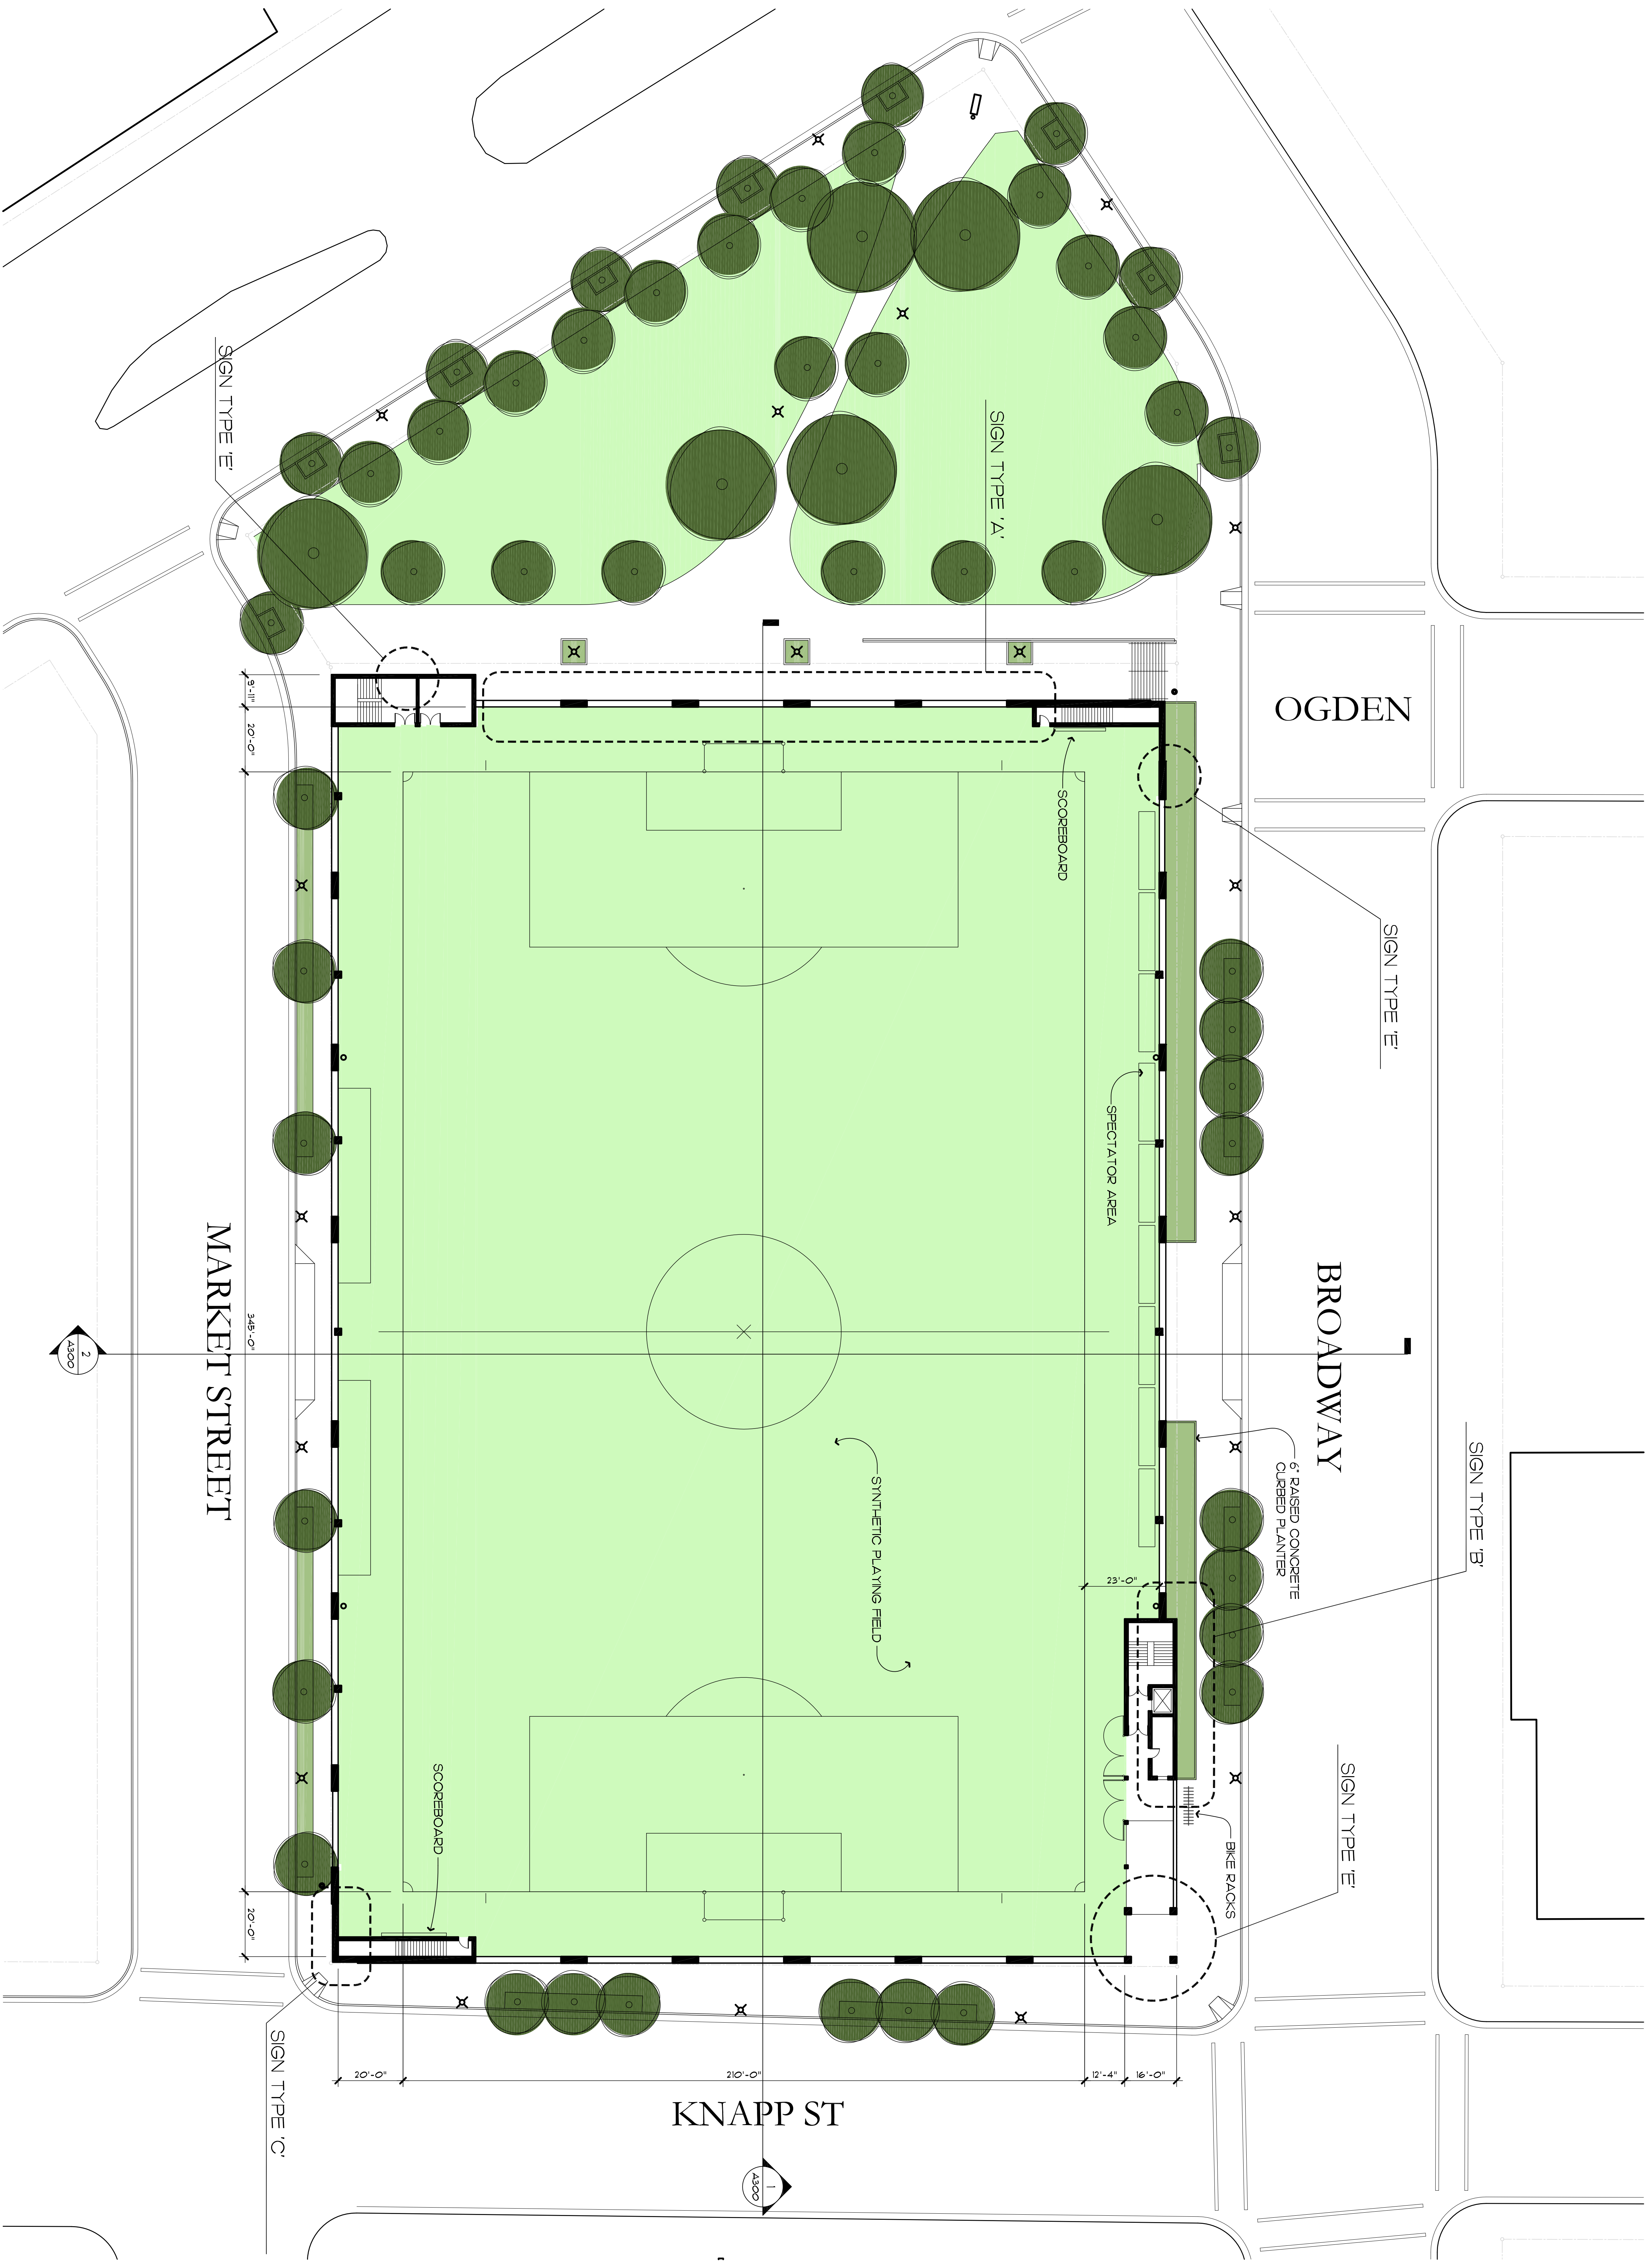 SIGN TYPE 'E'
SIGN TYPE 'A'
OGDEN
9'-11"
20'-0"
SCOREBOARD
SIGN TYPE 'E'
SPECTATOR AREA
MARKET STREET
345'-0"
BROADWAY
2
A300
6" RAISED CONCRETE
CURBED PLANTER
SIGN TYPE 'B'
SYNTHETIC PLAYING FIELD
23'-0"
SCOREBOARD
BIKE RACKS
SIGN TYPE 'E'
20'-0"
SIGN TYPE 'C'
20'-0"
210'-0"
12'-4"
16'-0"
KNAPP ST
1
A300